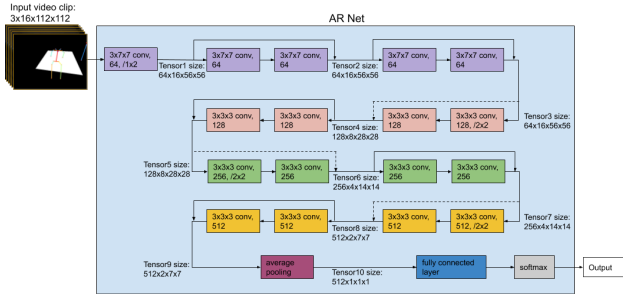 Input video clip:
3x16x112x112
AR Net
3x7x7 conv,
64, /1x2
Tensor1 size:
64x16x56x56
3x7x7 conv,
64
3x7x7 conv,
64
Tensor2 size:
64x16x56x56
3x7x7 conv,
64
3x7x7 conv,
64
3x3x3 conv,
128
3x3x3 conv,
128
Tensor4 size:
128x8x28x28
3x3x3 conv,
128
3x3x3 conv,
128, /2x2
Tensor3 size:
64x16x56x56
Tensor5 size:
128x8x28x28
3x3x3 conv,
256, /2x2
3x3x3 conv,
256
Tensor6 size:
256x4x14x14
3x3x3 conv,
256
3x3x3 conv,
256
3x3x3 conv,
512
3x3x3 conv,
512
Tensor8 size:
512x2x7x7
3x3x3 conv,
512
3x3x3 conv,
512, /2x2
Tensor7 size:
256x4x14x14
Tensor9 size:
512x2x7x7
average
pooling
Tensor10 size:
512x1x1x1
fully connected
layer
softmax
Output